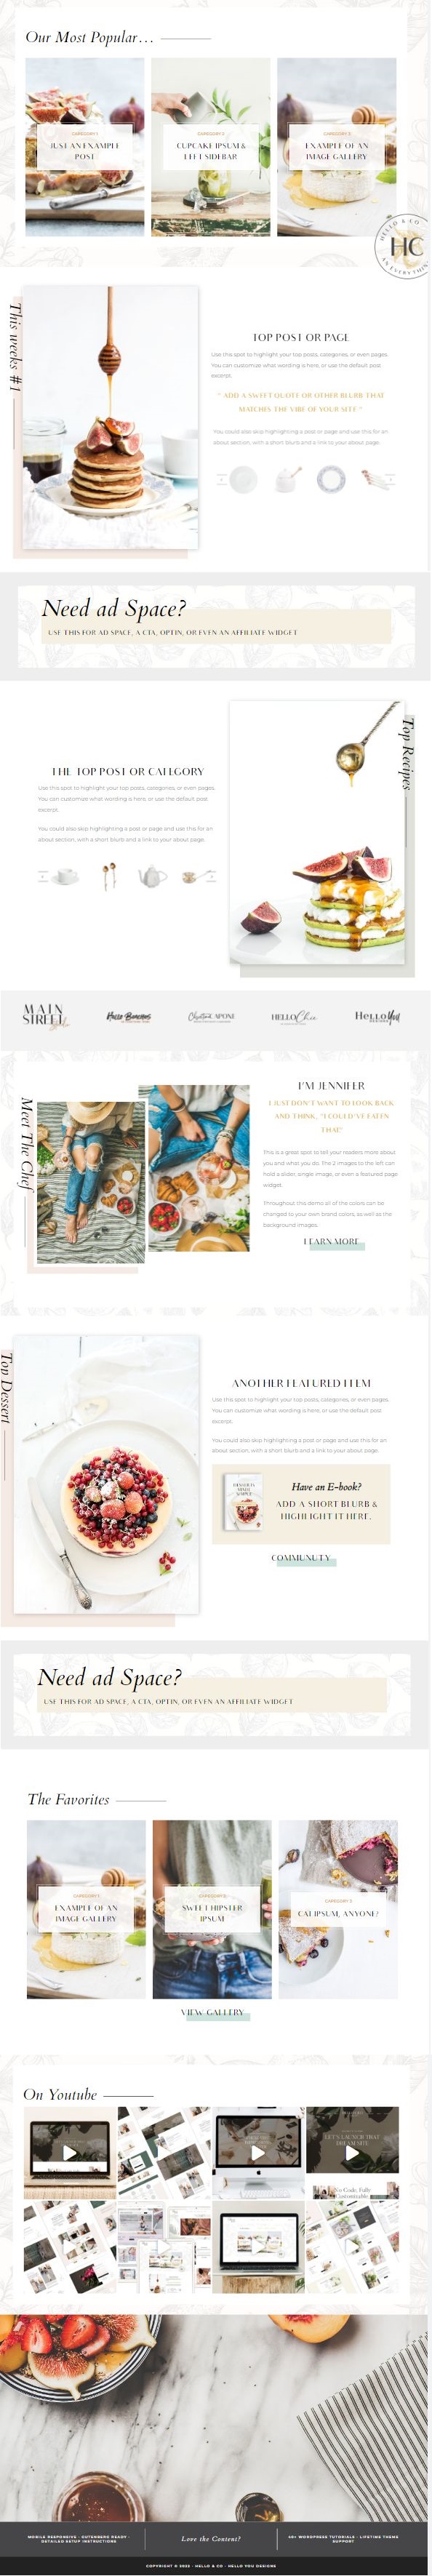 Our Most Popular...
CATEGORY 1
JUST AN EXAMPLE
POST
CATEGORY 2
CUPCAKE IPSUM &
LEFT SIDEBAR
CATEGORY 3
EXAMPLE OF AN
IMAGE GALLERY
HELLO & CO
HC
AN EVERYTHIN
This weeks #1
TOP POST OR PAGE
Use this spot to highlight your top posts, categories, or even pages.
You can customize what wording is here, or use the default post
excerpt.
" ADD A SWEET QUOTE OR OTHER BLURB THAT
MATCHES THE VIBE OF YOUR SITE "
You could also skip highlighting a post or page and use this for an
about section, with a short blurb and a link to your about page.
Need ad Space?
USE THIS FOR AD SPACE, A CTA, OPTIN, OR EVEN AN AFFILIATE WIDGET
THE TOP POST OR CATEGORY
Use this spot to highlight your top posts, categories, or even pages.
You can customize what wording is here, or use the default post
excerpt.
You could also skip highlighting a post or page and use this for an
about section, with a short blurb and a link to your about page.
Top Recipes
MAIN
STREET
HELLO Chic
Hello You
DESIGNS
Meet The Chef
I'M JENNIFER
I JUST DON'T WANT TO LOOK BACK
AND THINK, "I COULD'VE EATEN
THAT"
This is a great spot to tell your readers more about
you and what you do. The 2 images to the left can
hold a slider, single image, or even a featured page
widget.
Throughout this demo all of the colors can be
changed to your own brand colors, as well as the
background images.
LEARN MORE
Top Dessert
ANOTHER FEATURED ITEM
Use this spot to highlight your top posts, categories, or even pages.
You can customize what wording is here, or use the default post
excerpt.
You could also skip highlighting a post or page and use this for an
about section, with a short blurb and a link to your about page.
Have an E-book?
ADD A SHORT BLURB &
HIGHLIGHT IT HERE.
COMMUNUTY
Need ad Space?
USE THIS FOR AD SPACE, A CTA, OPTIN, OR EVEN AN AFFILIATE WIDGET
The Favorites
CATEGORY 3
EXAMPLE OF AN
IMAGE GALLERY
SWEET HIPSTER
IPSUM
CATEGORY 3
CAT IPSUM, ANYONE?
VIEW GALLERY
On Youtube
LET'S LAUNCH THAT
DREAM SITE
No Code, Fully
Customizable
MOBILE RESPONSIVE · GUTENBERG READY ·
DETAILED SETUP INSTRUCTIONS
Love the Content?
40+ WORDPRESS TUTORIALS · LIFETIME THEME
SUPPORT
COPYRIGHT © 2022 · HELLO & CO · HELLO YOU DESIGNS